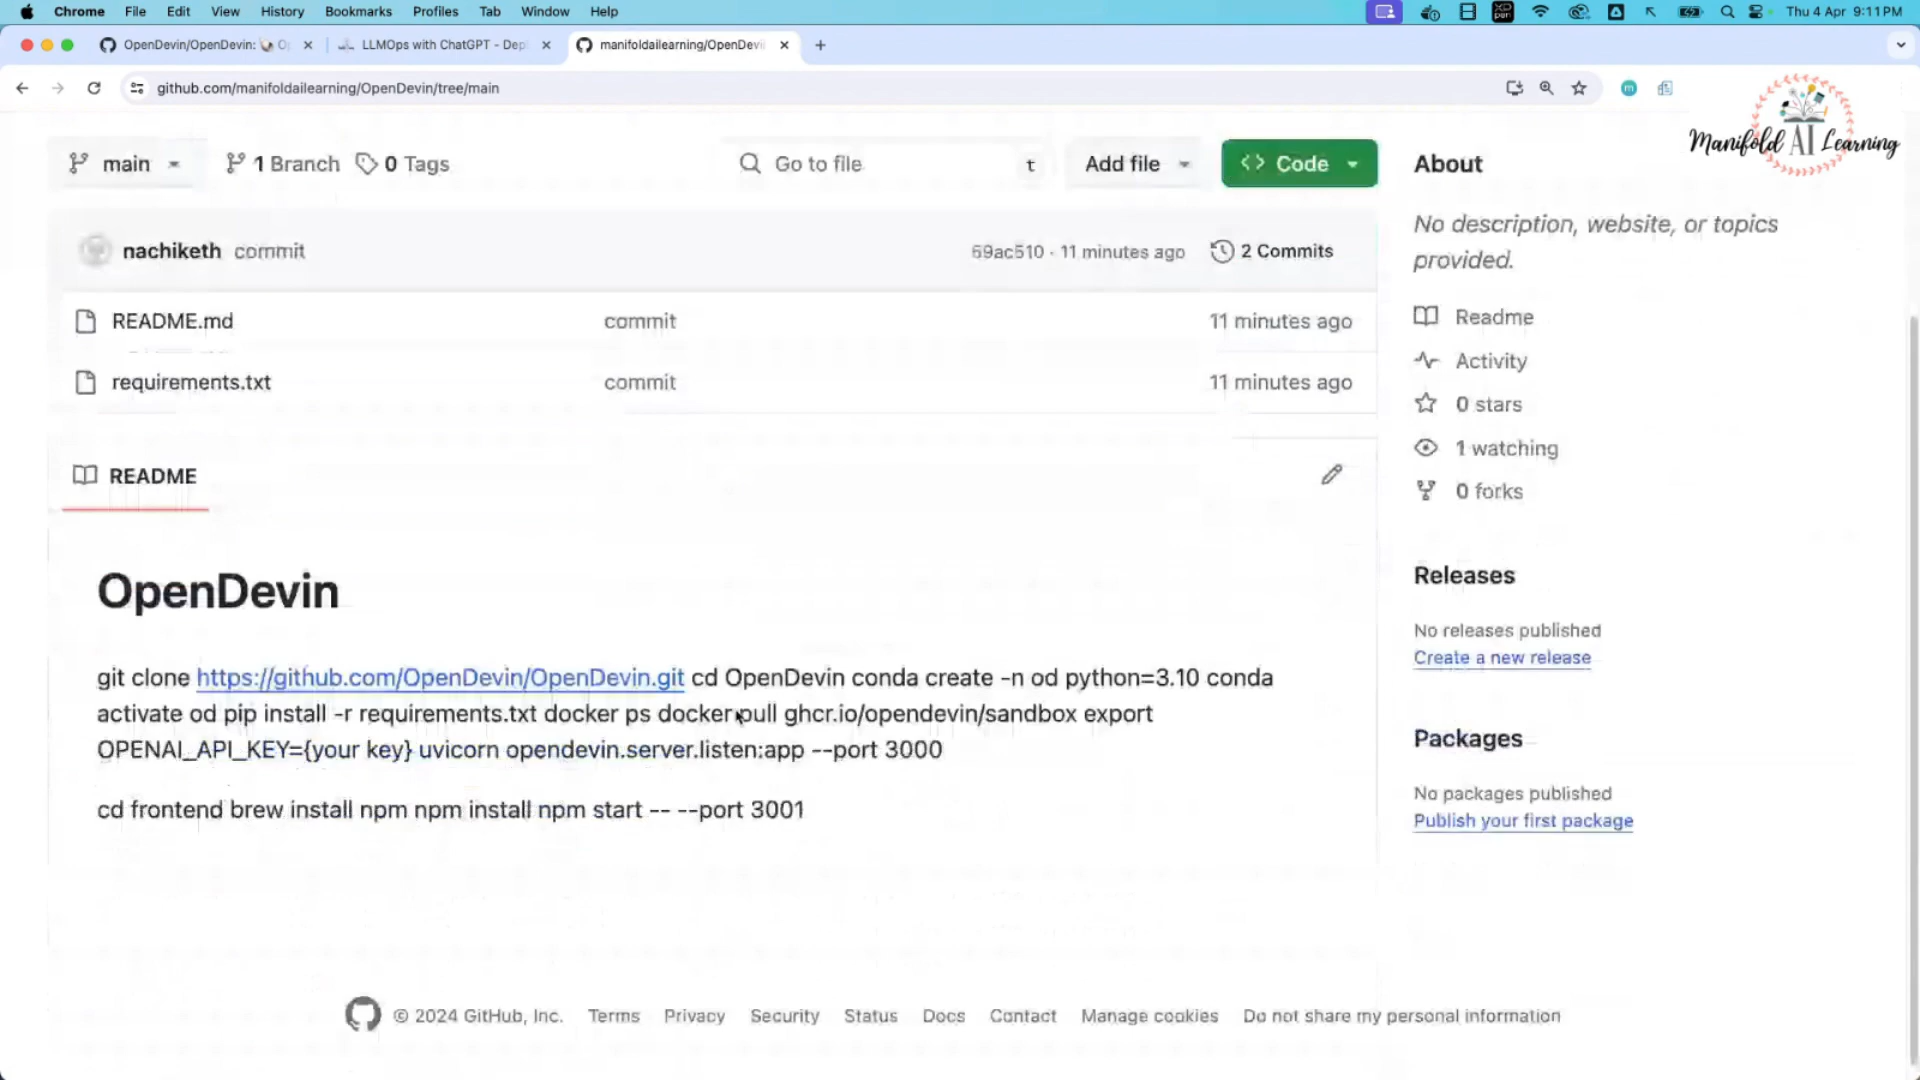 Chrome File Edit View History Bookmarks Profiles Tab Window Help Thu 4 Apr 9:11 PM
OpenDevin/OpenDevin: LLMOps with ChatGPT - Dep manifoldailearning/OpenDevi
github.com/manifoldailearning/OpenDevin/tree/main
Manifold AI Learning
main 1 Branch 0 Tags Go to file t Add file Code About
No description, website, or topics
provided.
nachiketh commit 69ac510 · 11 minutes ago 2 Commits
README.md commit 11 minutes ago
requirements.txt commit 11 minutes ago
Readme
Activity
0 stars
1 watching
0 forks
README
OpenDevin
git clone https://github.com/OpenDevin/OpenDevin.git cd OpenDevin conda create -n od python=3.10 conda
activate od pip install -r requirements.txt docker ps docker pull ghcr.io/opendevin/sandbox export
OPENAI_API_KEY={your key} uvicorn opendevin.server.listen:app --port 3000
cd frontend brew install npm npm install npm start -- --port 3001
Releases
No releases published
Create a new release
Packages
No packages published
Publish your first package
© 2024 GitHub, Inc. Terms Privacy Security Status Docs Contact Manage cookies Do not share my personal information